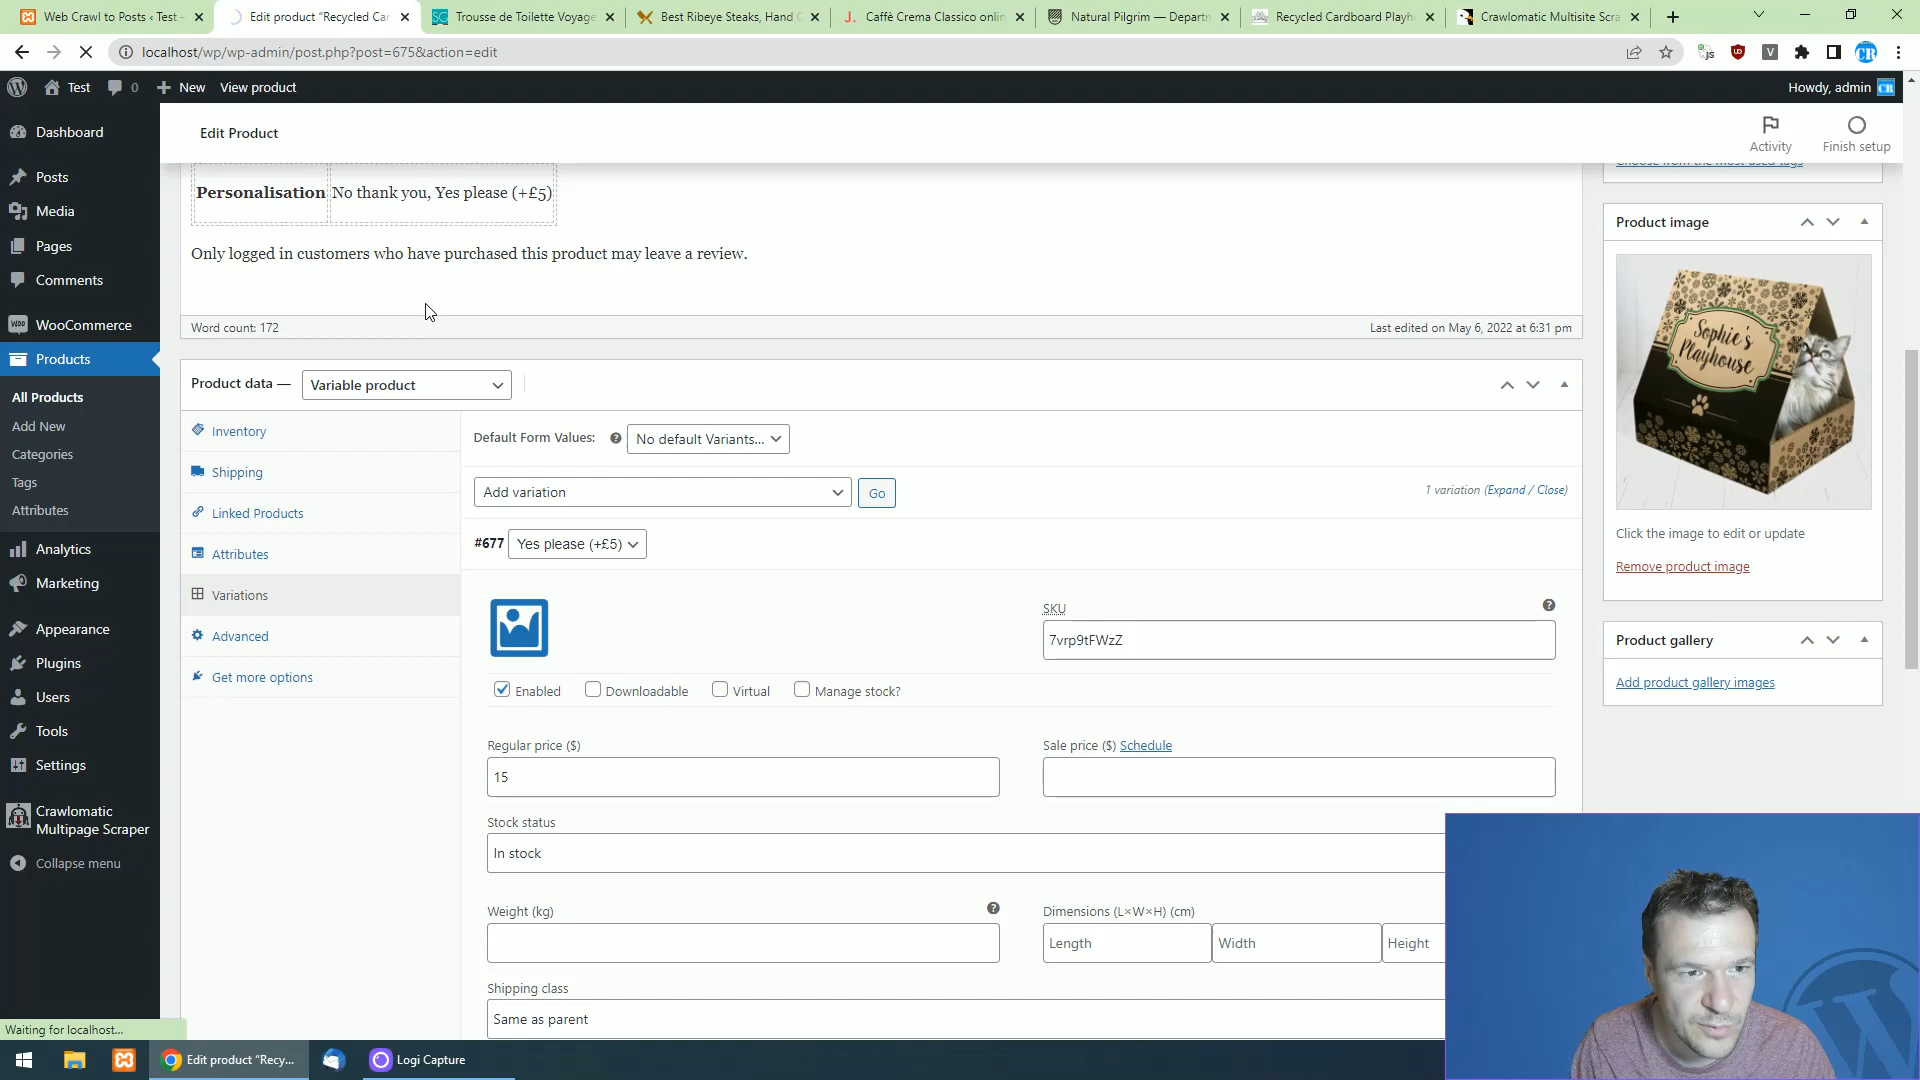 Web Crawl to Posts ‹ Test –
Edit product “Recycled Car
Trousse de Toilette Voyage
Best Ribeye Steaks, Hand C
Caffè Crema Classico onlin
Natural Pilgrim — Departm
Recycled Cardboard Playh
Crawlomatic Multisite Scra
localhost/wp/wp-admin/post.php?post=675&action=edit
Test
0
New
View product
Howdy, admin
Edit Product
Activity
Finish setup
Dashboard
Posts
Media
Pages
Comments
WooCommerce
Products
All Products
Add New
Categories
Tags
Attributes
Analytics
Marketing
Appearance
Plugins
Users
Tools
Settings
Crawlomatic
Multipage Scraper
Collapse menu
Personalisation No thank you, Yes please (+£5)
Only logged in customers who have purchased this product may leave a review.
Word count: 172
Last edited on May 6, 2022 at 6:31 pm
Product data — Variable product
Inventory
Shipping
Linked Products
Attributes
Variations
Advanced
Get more options
Default Form Values: No default Variants...
Add variation
Go
1 variation (Expand / Close)
#677 Yes please (+£5)
SKU
7vrp9tFWzZ
Enabled Downloadable Virtual Manage stock?
Regular price ($)
15
Sale price ($) Schedule
Stock status
In stock
Weight (kg)
Dimensions (L×W×H) (cm)
Length Width Height
Shipping class
Same as parent
Choose from the most used tags
Product image
Sophie's
Playhouse
Click the image to edit or update
Remove product image
Product gallery
Add product gallery images
Waiting for localhost...
Edit product “Recy...
Logi Capture